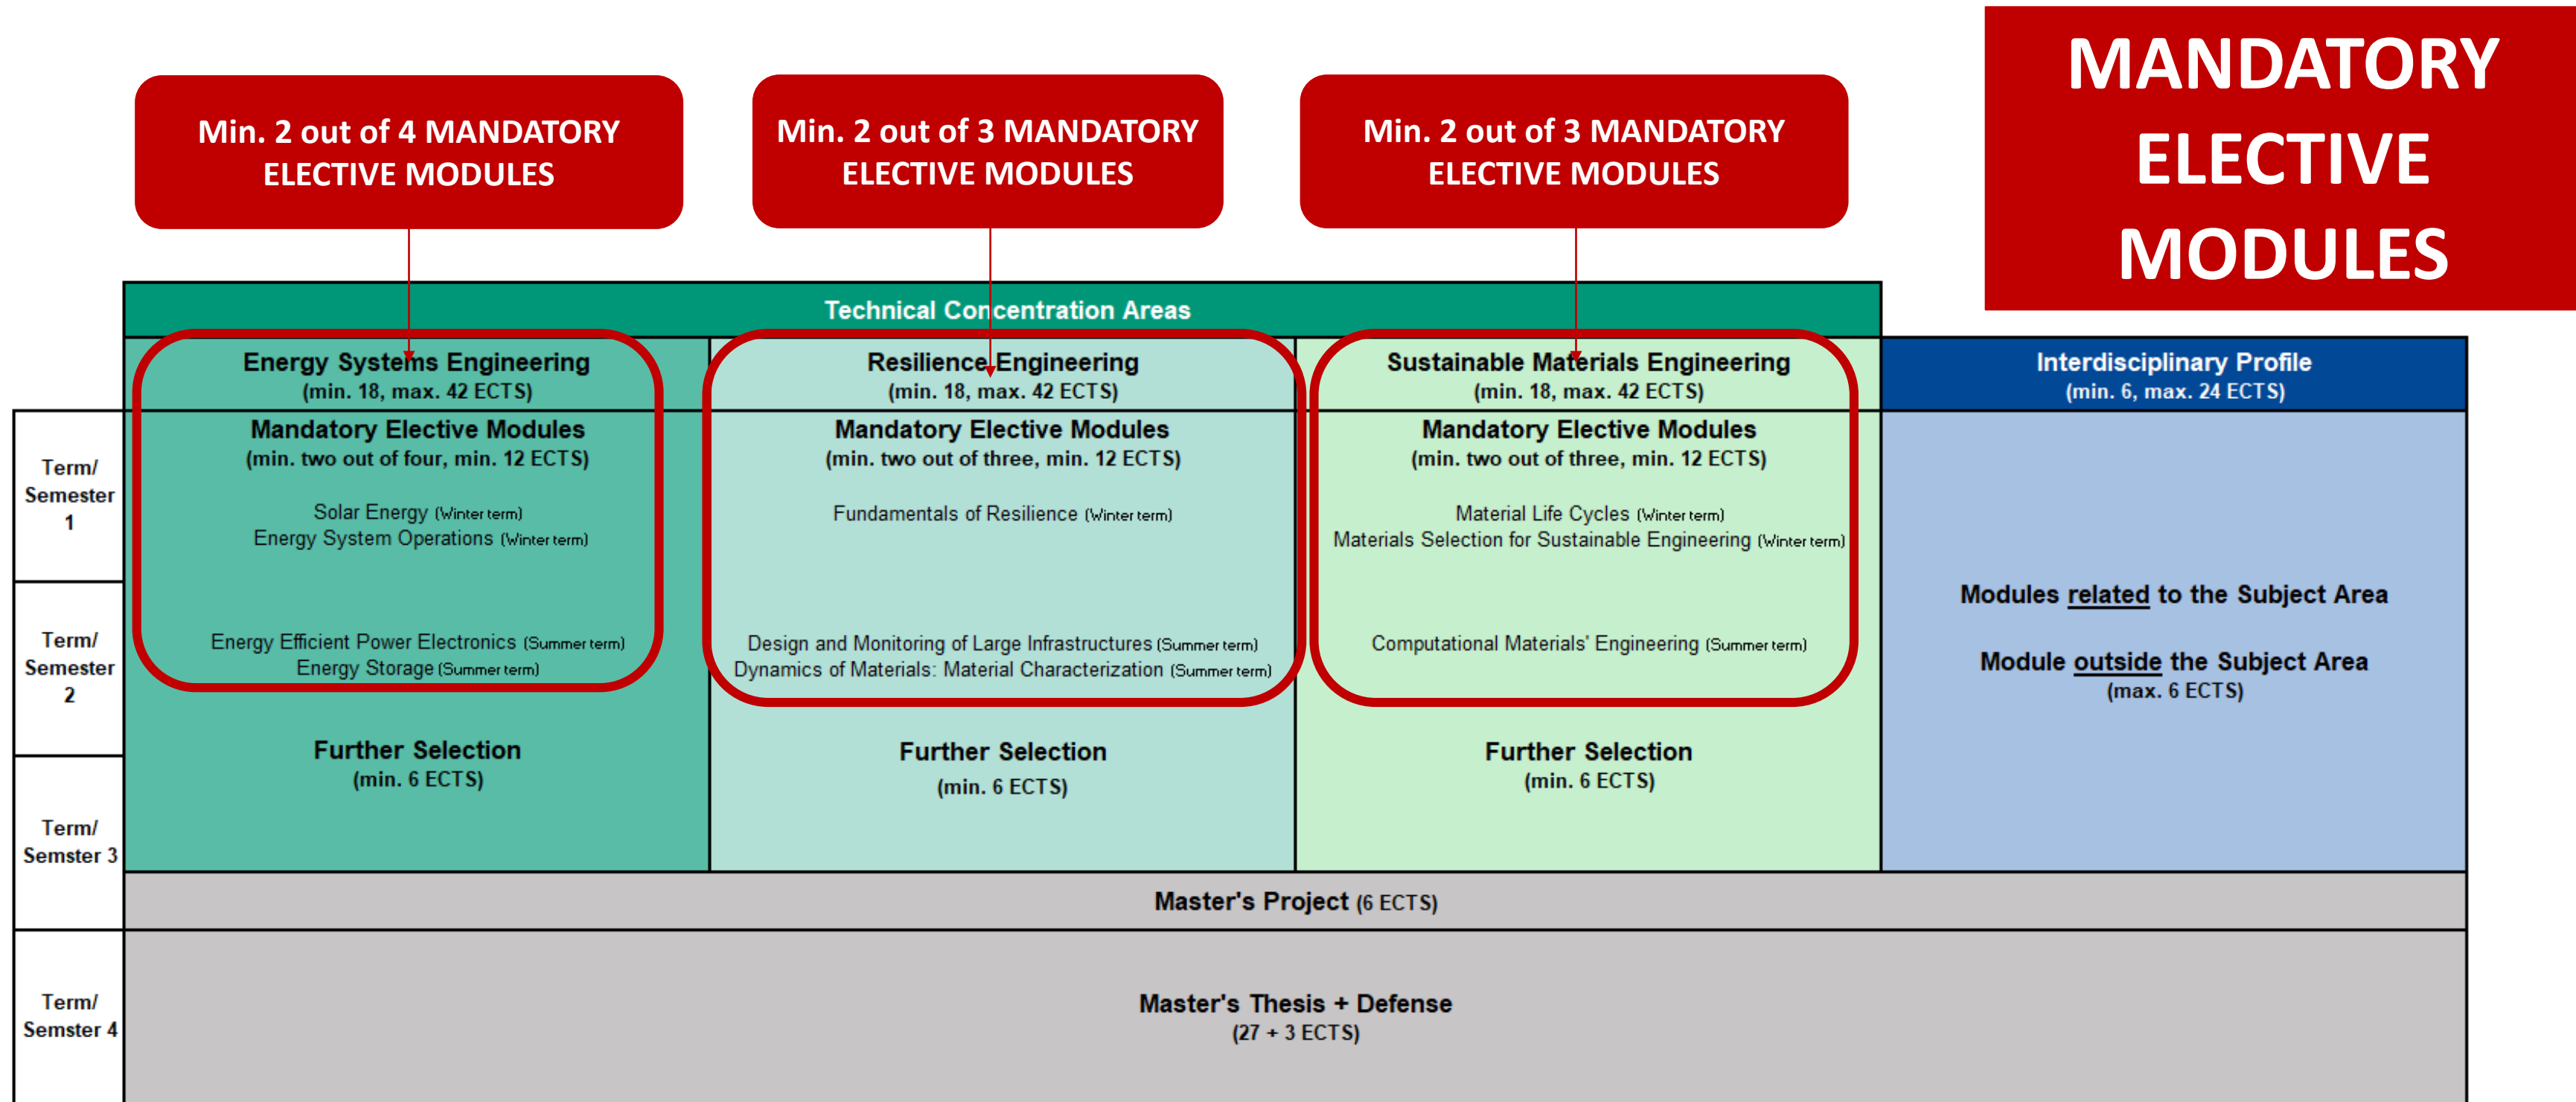 MANDATORY
ELECTIVE
MODULES
Min. 2 out of 4 MANDATORY
ELECTIVE MODULES
Min. 2 out of 3 MANDATORY
ELECTIVE MODULES
Min. 2 out of 3 MANDATORY
ELECTIVE MODULES
Technical Concentration Areas
Energy Systems Engineering
(min. 18, max. 42 ECTS)
Resilience Engineering
(min. 18, max. 42 ECTS)
Sustainable Materials Engineering
(min. 18, max. 42 ECTS)
Interdisciplinary Profile
(min. 6, max. 24 ECTS)
Term/
Semester
1
Term/
Semester
2
Term/
Semster 3
Term/
Semster 4
Mandatory Elective Modules
(min. two out of four, min. 12 ECTS)
Solar Energy (Winter term)
Energy System Operations (Winter term)
Energy Efficient Power Electronics (Summer term)
Energy Storage (Summer term)
Further Selection
(min. 6 ECTS)
Mandatory Elective Modules
(min. two out of three, min. 12 ECTS)
Fundamentals of Resilience (Winter term)
Design and Monitoring of Large Infrastructures (Summer term)
Dynamics of Materials: Material Characterization (Summer term)
Further Selection
(min. 6 ECTS)
Mandatory Elective Modules
(min. two out of three, min. 12 ECTS)
Material Life Cycles (Winter term)
Materials Selection for Sustainable Engineering (Winter term)
Computational Materials' Engineering (Summer term)
Further Selection
(min. 6 ECTS)
Modules related to the Subject Area
Module outside the Subject Area
(max. 6 ECTS)
Master's Project (6 ECTS)
Master's Thesis + Defense
(27 + 3 ECTS)